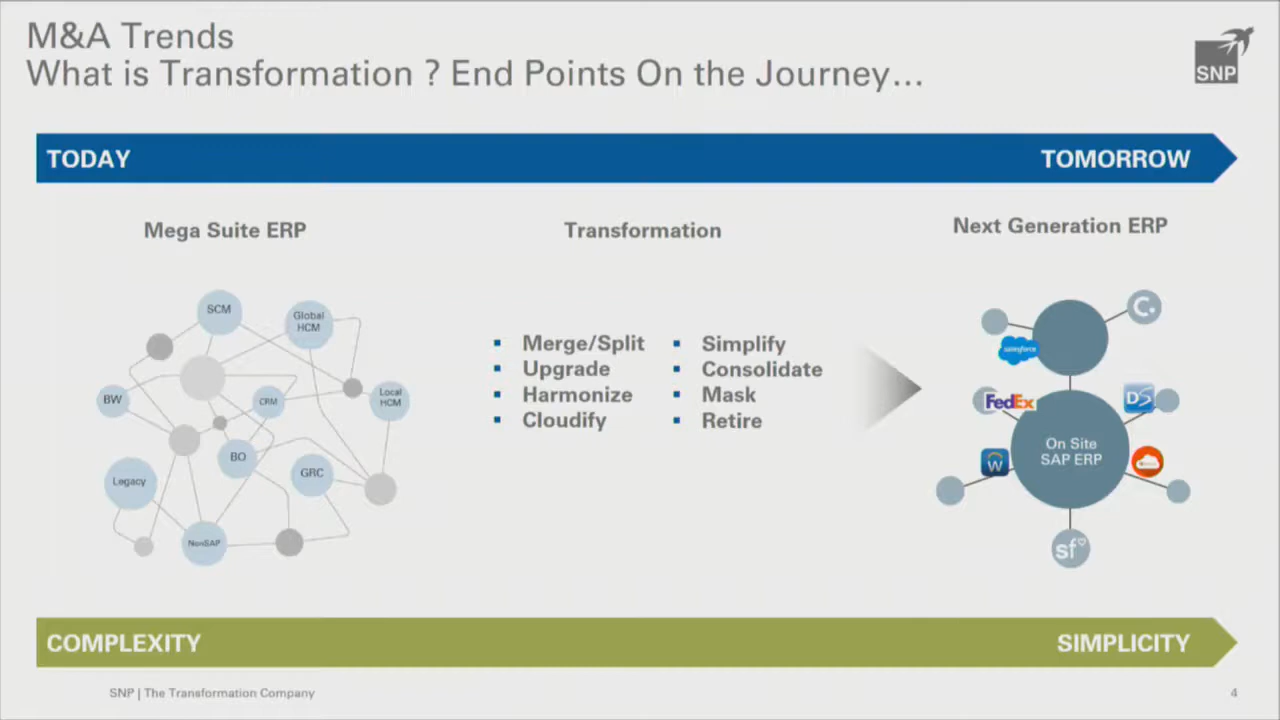 M&A Trends
What is Transformation ? End Points On the Journey...
SNP
TODAY
TOMORROW
Mega Suite ERP
Transformation
Next Generation ERP
SCM
Global
HCM
BW
CRM
Local
HCM
BO
GRC
Legacy
NonSAP
▪ Merge/Split
▪ Upgrade
▪ Harmonize
▪ Cloudify
▪ Simplify
▪ Consolidate
▪ Mask
▪ Retire
C.
salesforce
FedEx
DS
On Site
SAP ERP
W
sf
COMPLEXITY
SIMPLICITY
SNP | The Transformation Company
4